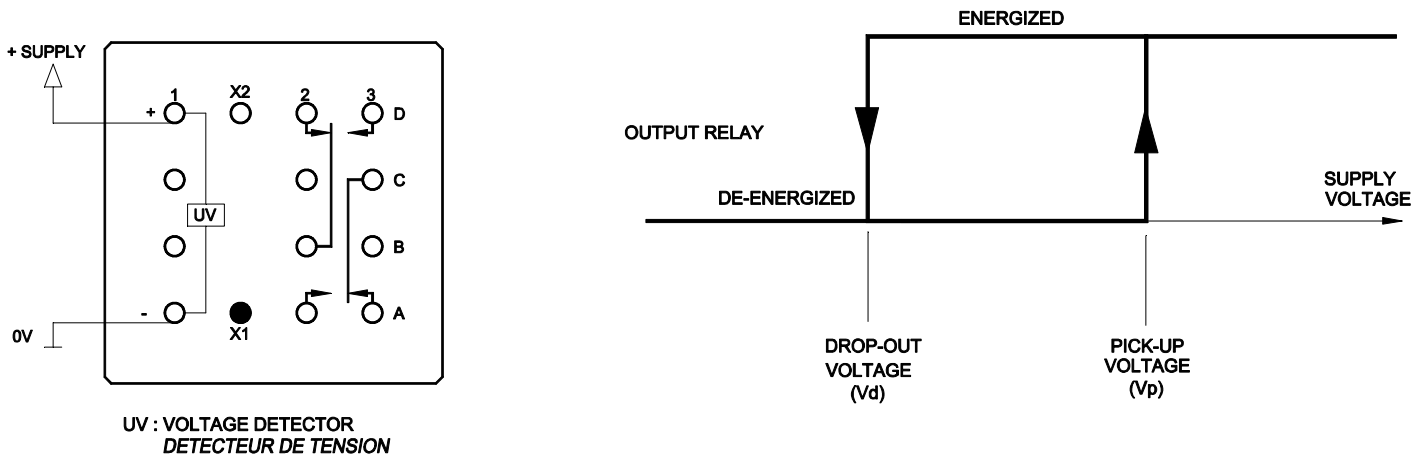 + SUPPLY
1 X2 2 3
+ D
C
UV
B
- A
X1
0V
UV : VOLTAGE DETECTOR
DETECTEUR DE TENSION
ENERGIZED
OUTPUT RELAY
DE-ENERGIZED
SUPPLY
VOLTAGE
DROP-OUT
VOLTAGE
(Vd)
PICK-UP
VOLTAGE
(Vp)